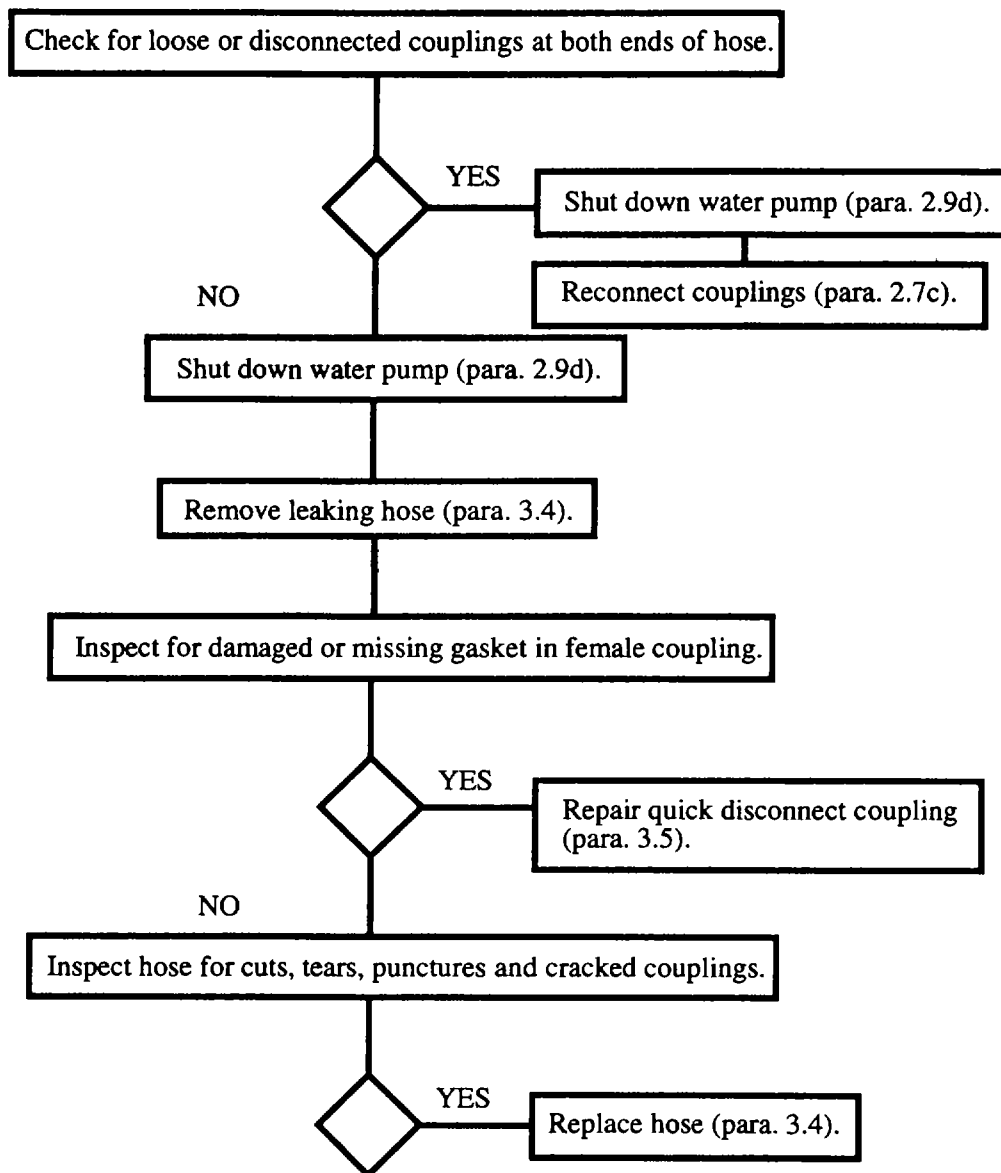 Check for loose or disconnected couplings at both ends of hose.
YES
Shut down water pump (para. 2.9d).
Reconnect couplings (para. 2.7c).
NO
Shut down water pump (para. 2.9d).
Remove leaking hose (para. 3.4).
Inspect for damaged or missing gasket in female coupling.
YES
Repair quick disconnect coupling
(para. 3.5).
NO
Inspect hose for cuts, tears, punctures and cracked couplings.
YES
Replace hose (para. 3.4).